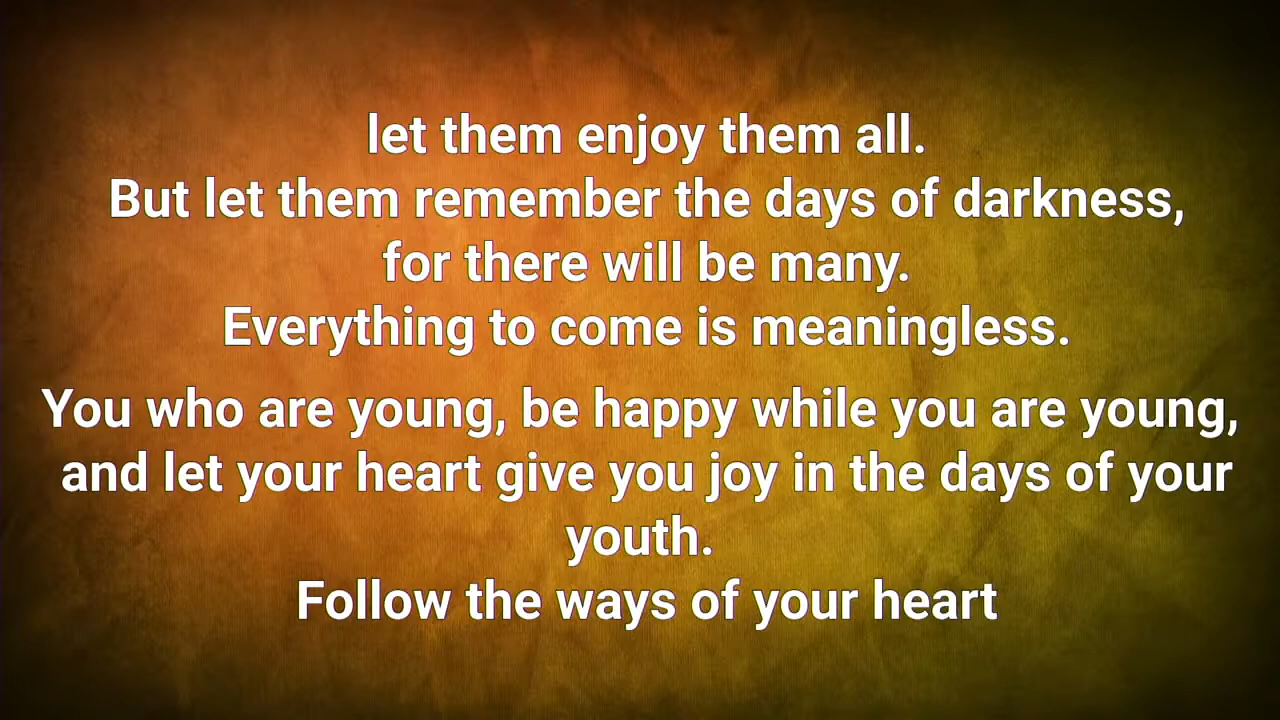 let them enjoy them all.
But let them remember the days of darkness,
for there will be many.
Everything to come is meaningless.
You who are young, be happy while you are young,
and let your heart give you joy in the days of your
youth.
Follow the ways of your heart